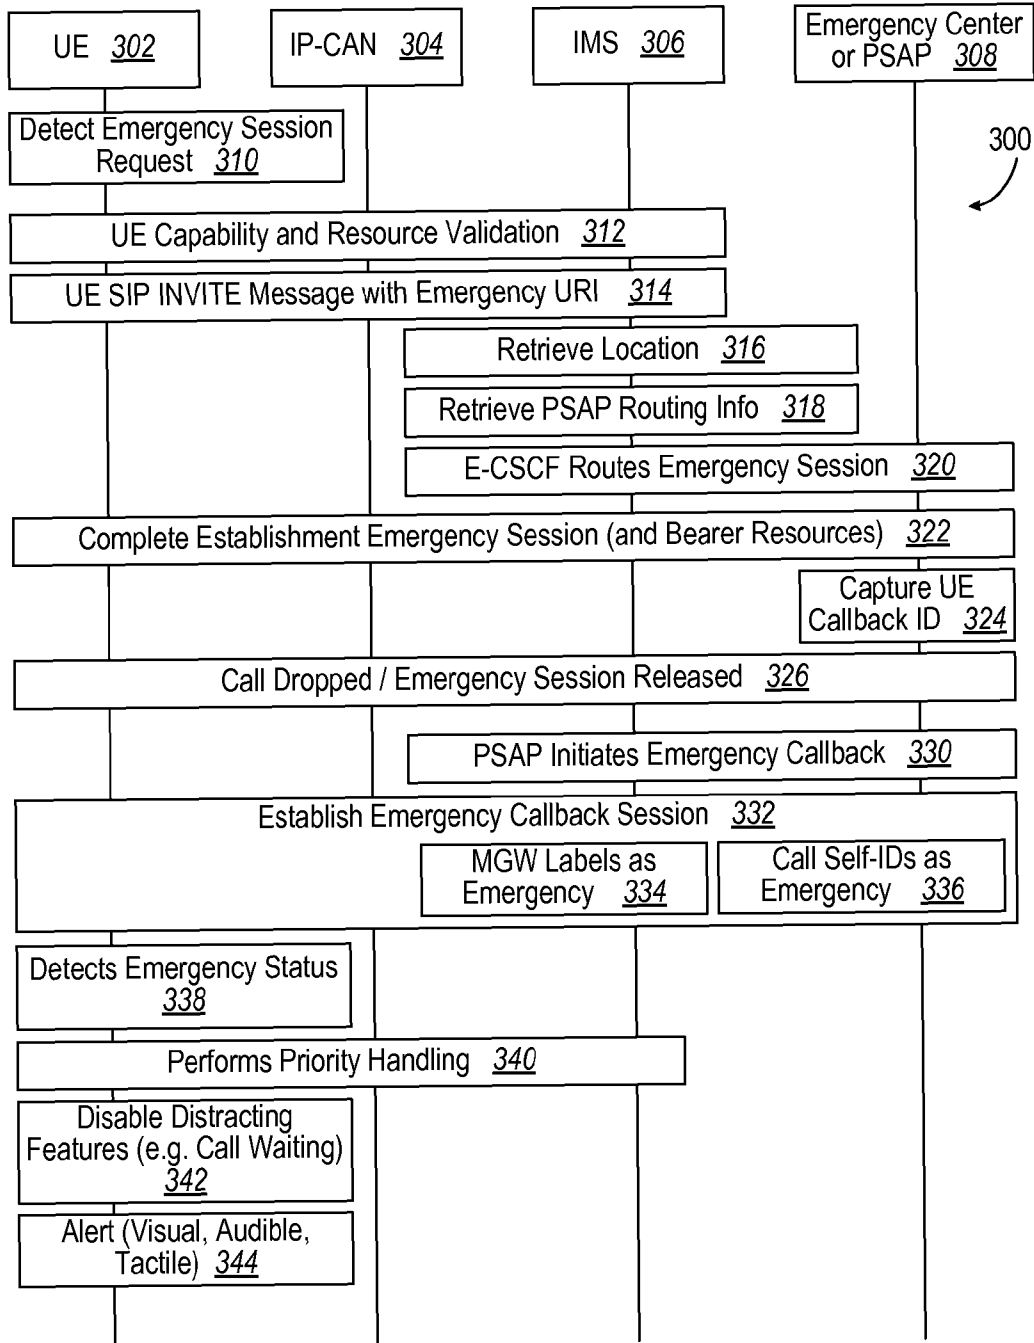 UE 302
IP-CAN 304
IMS 306
Emergency Center
or PSAP 308
Detect Emergency Session
Request 310
300
UE Capability and Resource Validation 312
UE SIP INVITE Message with Emergency URI 314
Retrieve Location 316
Retrieve PSAP Routing Info 318
E-CSCF Routes Emergency Session 320
Complete Establishment Emergency Session (and Bearer Resources) 322
Capture UE
Callback ID 324
Call Dropped / Emergency Session Released 326
PSAP Initiates Emergency Callback 330
Establish Emergency Callback Session 332
MGW Labels as
Emergency 334
Call Self-IDs as
Emergency 336
Detects Emergency Status
338
Performs Priority Handling 340
Disable Distracting
Features (e.g. Call Waiting)
342
Alert (Visual, Audible,
Tactile) 344